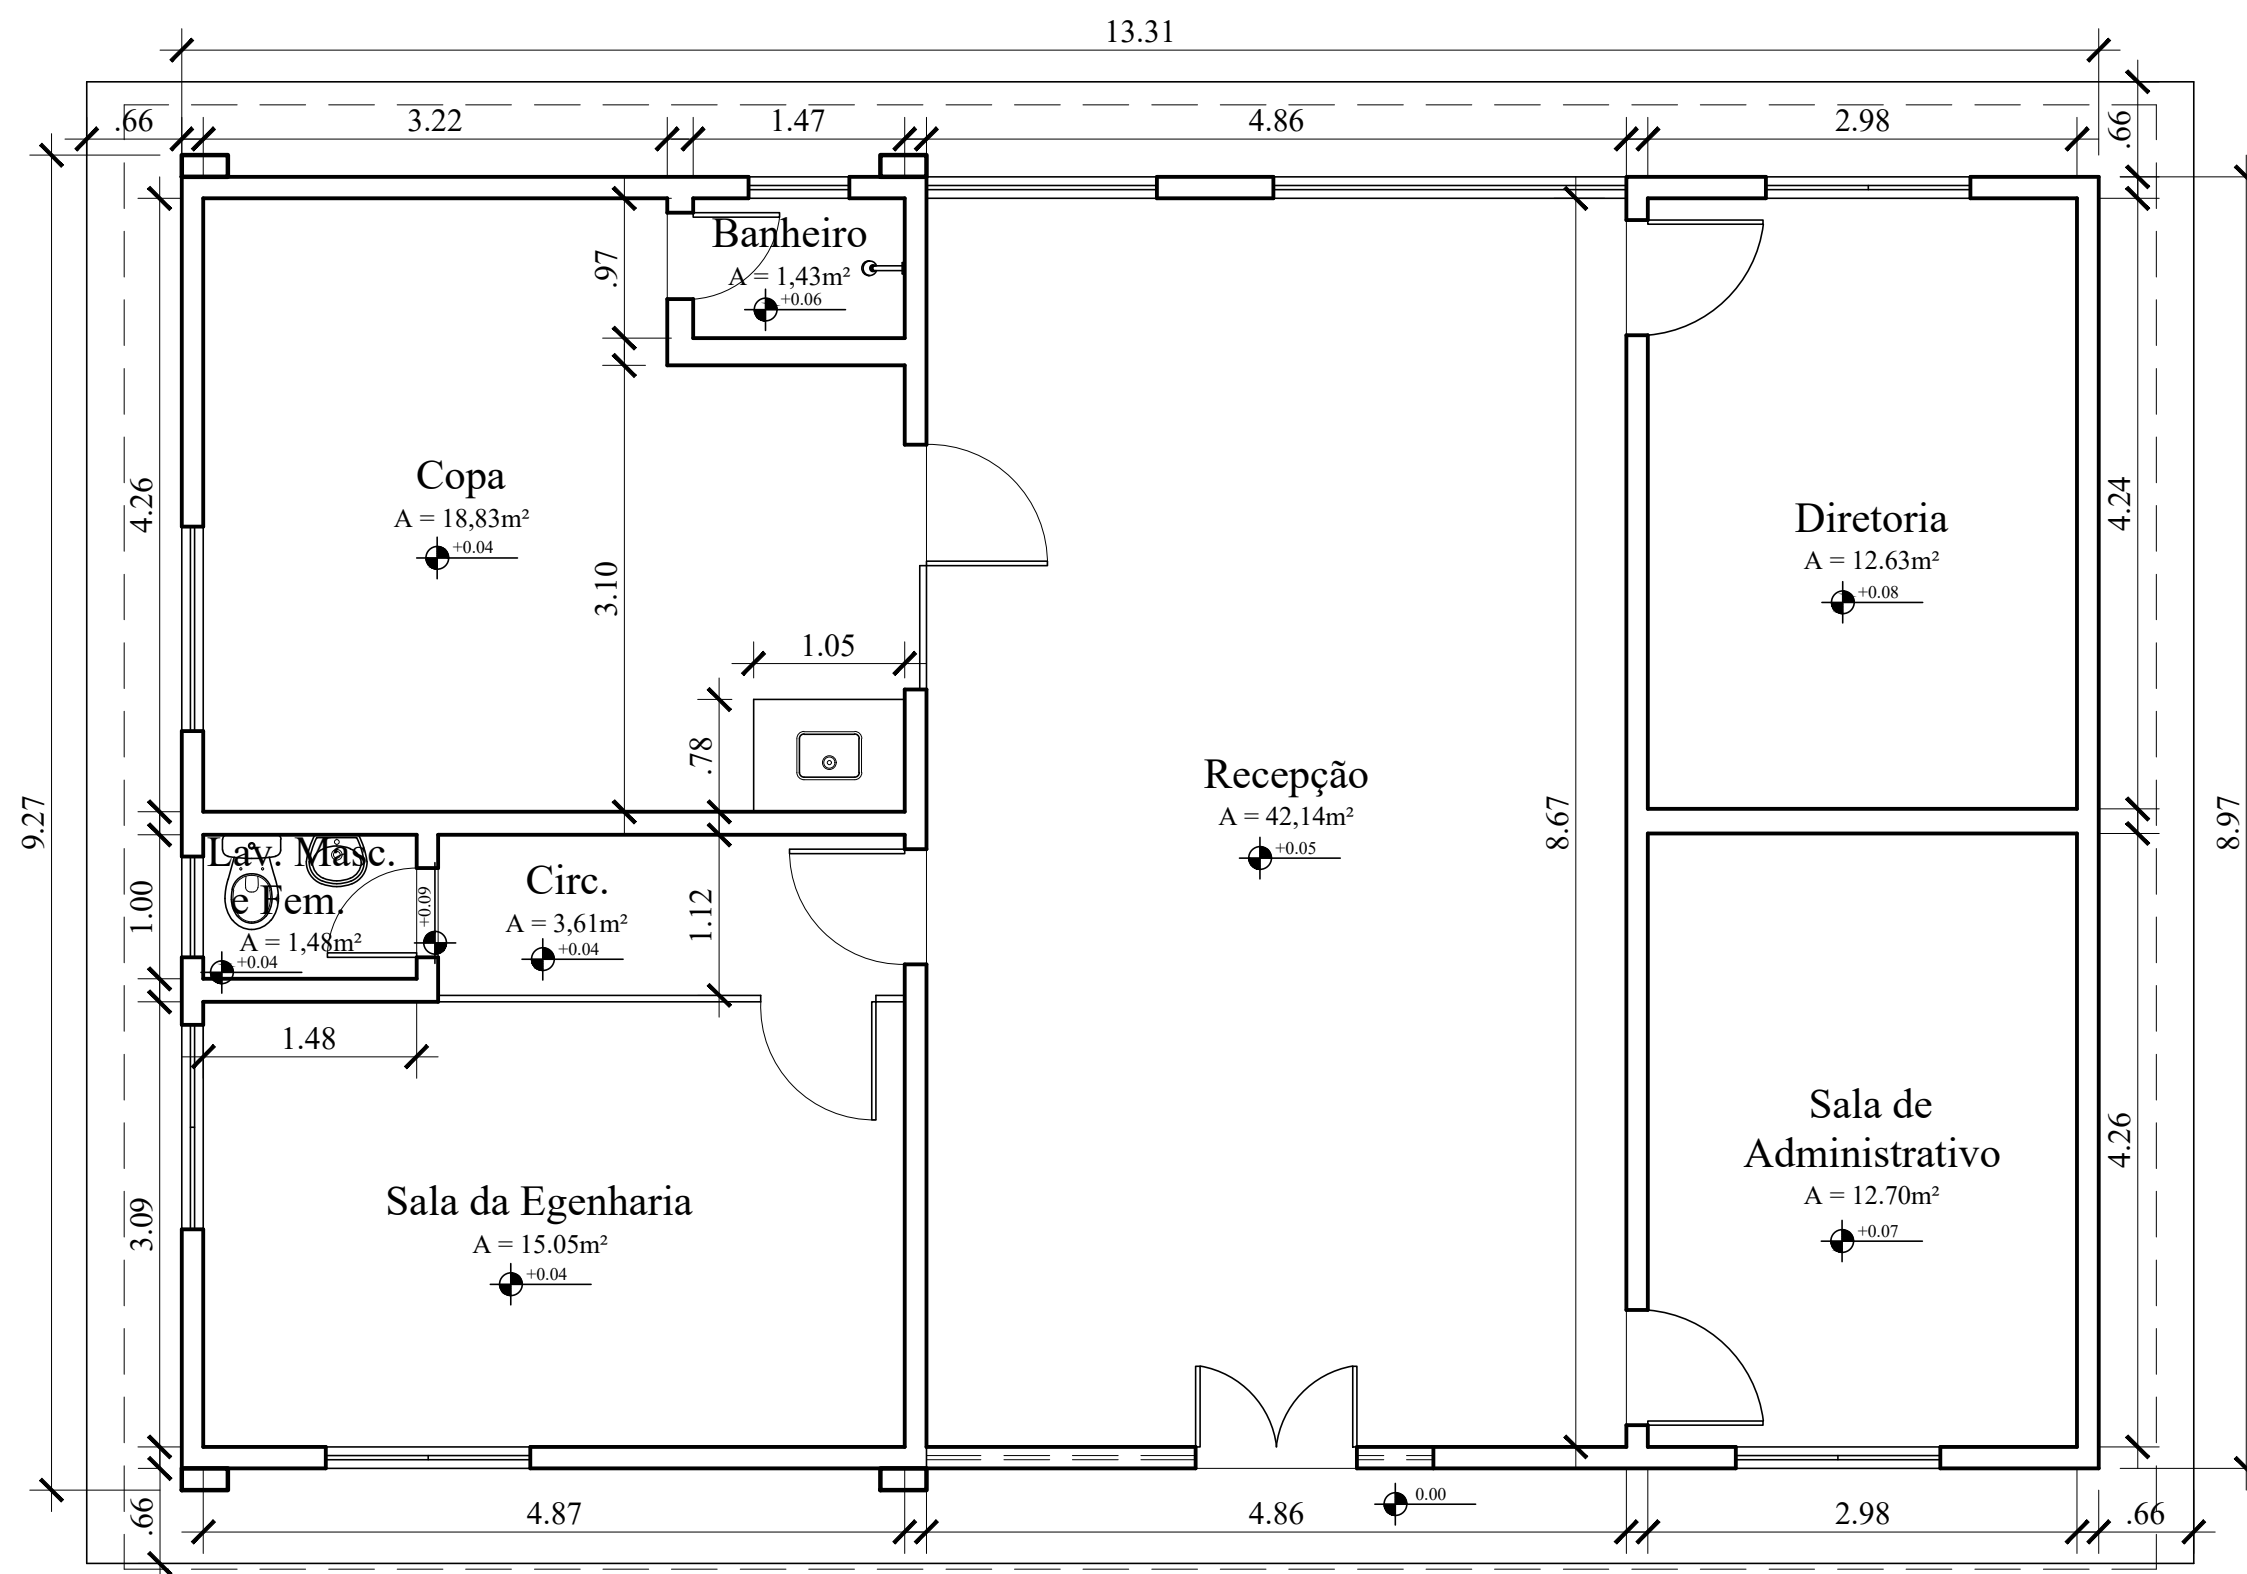 13.31
.66
3.22
1.47
4.86
2.98
.66
Banheiro
A = 1,43m²
+0.06
.97
Copa
A = 18,83m²
+0.04
4.26
3.10
1.05
.78
Diretoria
A = 12.63m²
+0.08
4.24
Recepção
A = 42,14m²
+0.05
8.67
9.27
8.97
Lav. Masc.
e Fem.
A = 1,48m²
+0.04
+0.09
1.00
Circ.
A = 3,61m²
+0.04
1.12
1.48
Sala de
Administrativo
A = 12.70m²
+0.07
4.26
Sala da Egenharia
A = 15.05m²
+0.04
3.09
0.00
.66
4.87
4.86
2.98
.66